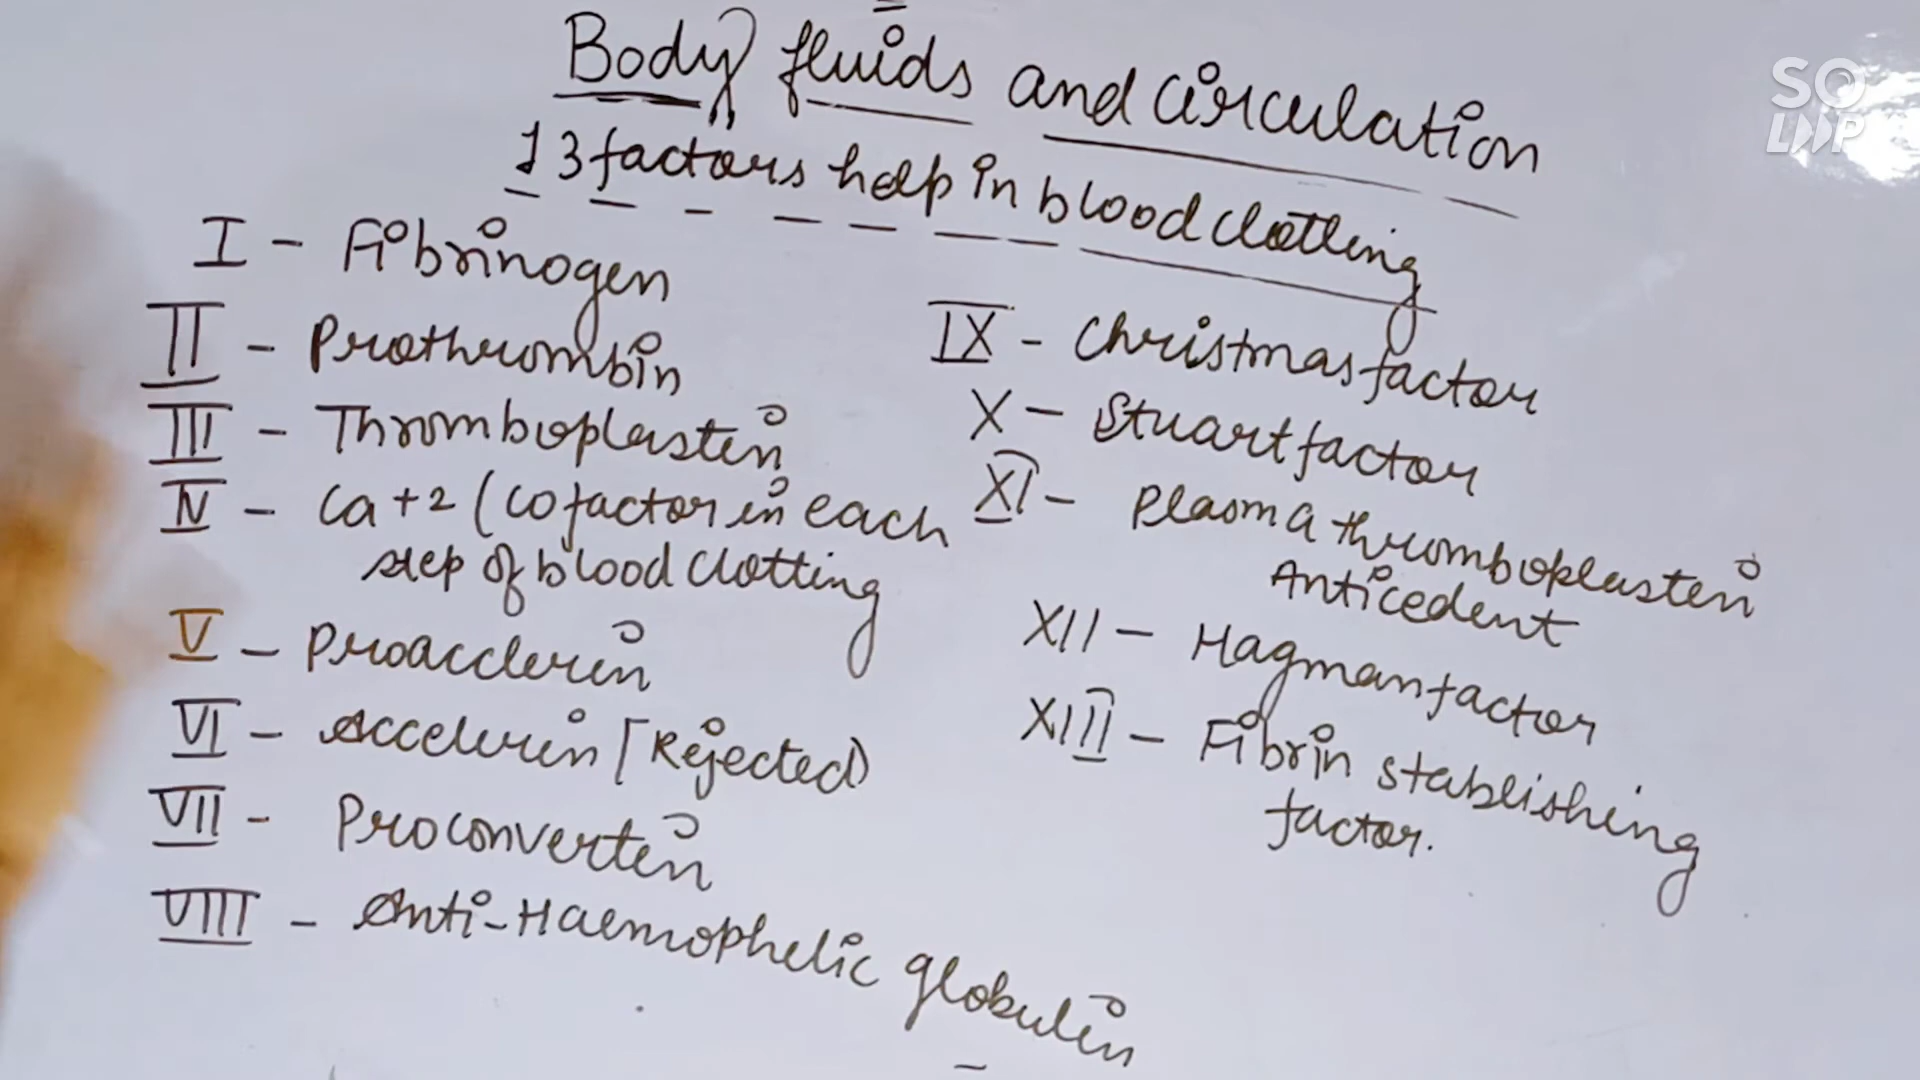 Body fluids and circulation
13 factors help in blood clotting
I - Fibrinogen
II - Prothrombin
III - Thromboplastin
IV - Ca+2 (Cofactor in each
step of blood clotting
V - Proacclerin
VI - Accelerin [Rejected)
VII - Proconvertin
VIII - Anti-Haemophelic globulin
IX - Christmas factor
X - Stuart factor
XI - Plasma thromboplastin
Anticedent
XII - Hagman factor
XIII - Fibrin stablishing
factor.
SO
LOOP